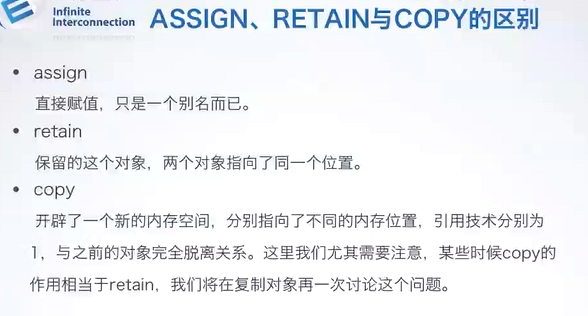 Infinite
Interconnection
ASSIGN、RETAIN与COPY的区别
• assign
直接赋值，只是一个别名而已。
• retain
保留的这个对象，两个对象指向了同一个位置。
• copy
开辟了一个新的内存空间，分别指向了不同的内存位置，引用技术分别为
1，与之前的对象完全脱离关系。这里我们尤其需要注意，某些时候copy的
作用相当于retain，我们将在复制对象再一次讨论这个问题。